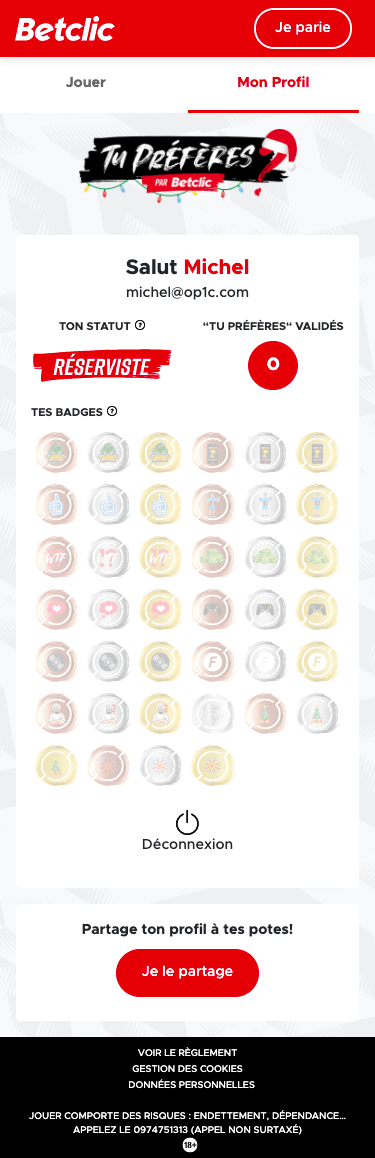 Betclic
Je parie
Jouer
Mon Profil
Tu PRÉFÈRES ?
PAR Betclic
Salut Michel
michel@op1c.com
TON STATUT ?
“TU PRÉFÈRES“ VALIDÉS
RÉSERVISTE
0
TES BADGES ?
WTF
!?
WTF
F
F
F
Déconnexion
Partage ton profil à tes potes!
Je le partage
VOIR LE RÈGLEMENT
GESTION DES COOKIES
DONNÉES PERSONNELLES
JOUER COMPORTE DES RISQUES : ENDETTEMENT, DÉPENDANCE...
APPELEZ LE 0974751313 (APPEL NON SURTAXÉ)
18+